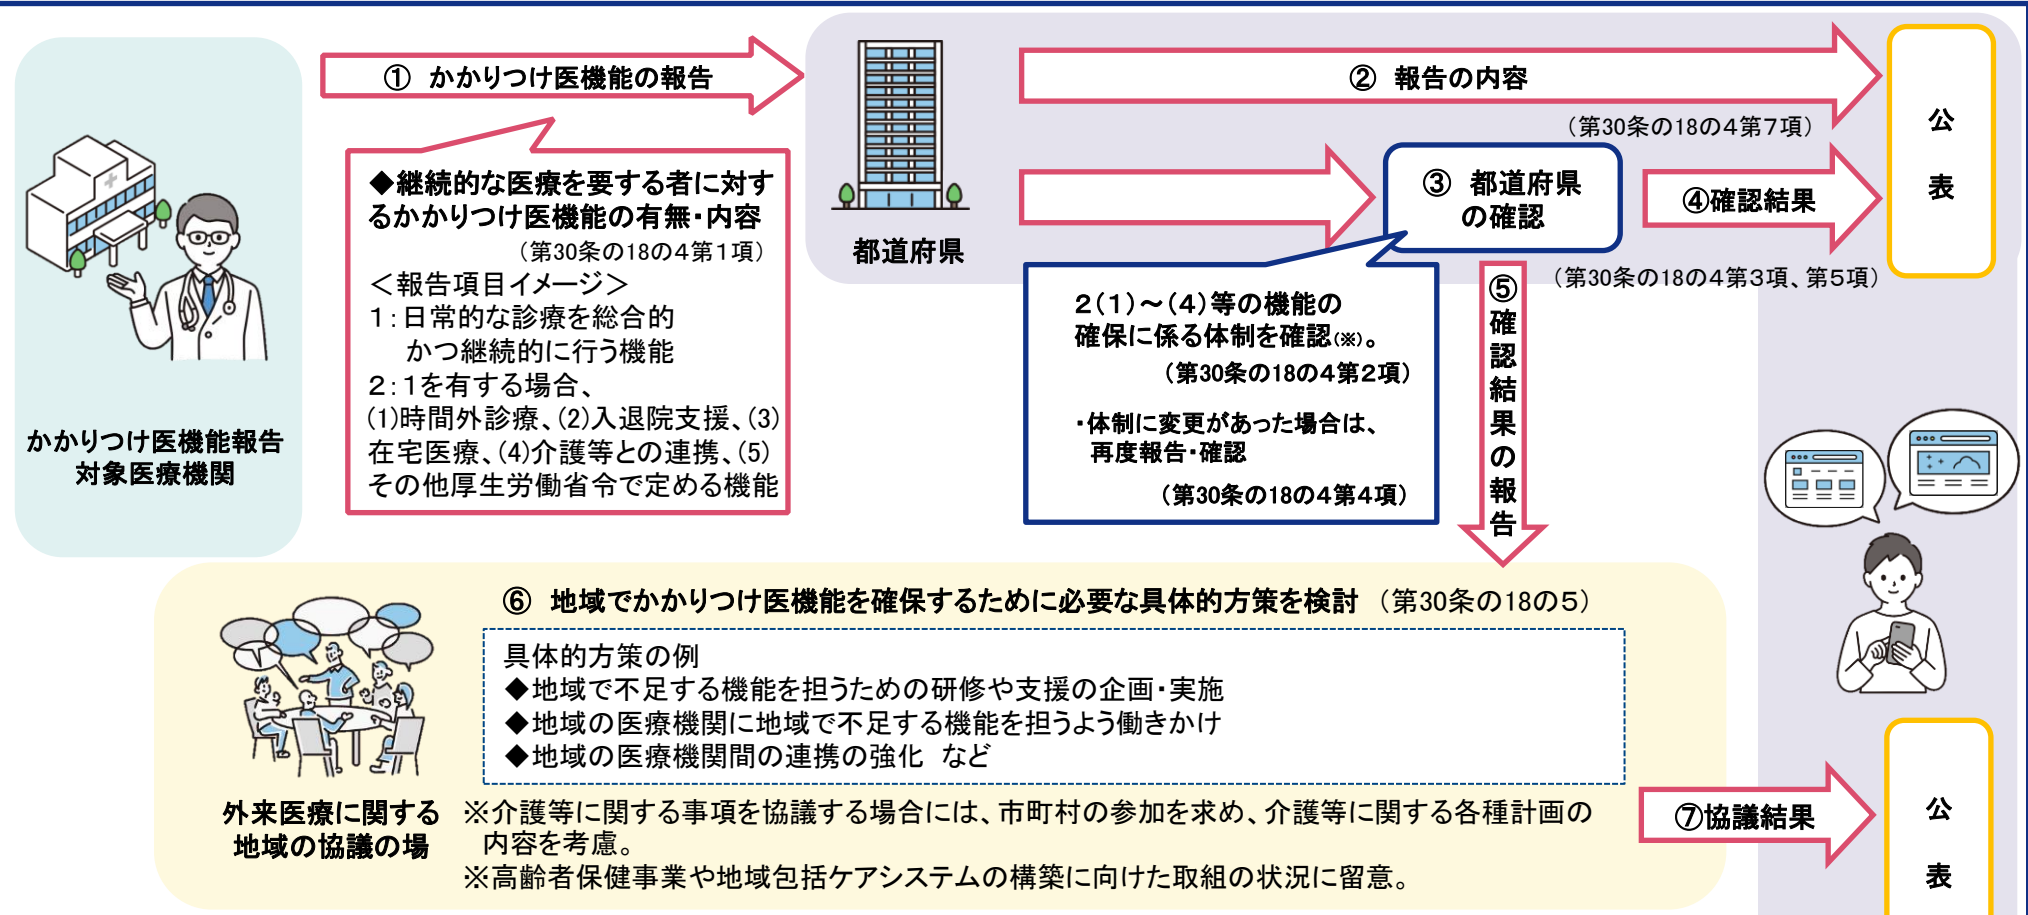 ① かかりつけ医機能の報告
② 報告の内容
(第30条の18の4第7項)
公
表
◆継続的な医療を要する者に対す
るかかりつけ医機能の有無・内容
(第30条の18の4第1項)
＜報告項目イメージ＞
1：日常的な診療を総合的
かつ継続的に行う機能
2：1を有する場合、
(1)時間外診療、(2)入退院支援、(3)
在宅医療、(4)介護等との連携、(5)
その他厚生労働省令で定める機能
かかりつけ医機能報告
対象医療機関
都道府県
③ 都道府県
の確認
④確認結果
(第30条の18の4第3項、第5項)
2(1)～(4)等の機能の
確保に係る体制を確認(※)。
(第30条の18の4第2項)
・体制に変更があった場合は、
再度報告・確認
(第30条の18の4第4項)
⑤確認結果の報告
⑥ 地域でかかりつけ医機能を確保するために必要な具体的方策を検討 (第30条の18の5)
具体的方策の例
◆地域で不足する機能を担うための研修や支援の企画・実施
◆地域の医療機関に地域で不足する機能を担うよう働きかけ
◆地域の医療機関間の連携の強化 など
外来医療に関する
地域の協議の場
※介護等に関する事項を協議する場合には、市町村の参加を求め、介護等に関する各種計画の
内容を考慮。
※高齢者保健事業や地域包括ケアシステムの構築に向けた取組の状況に留意。
⑦協議結果
公
表